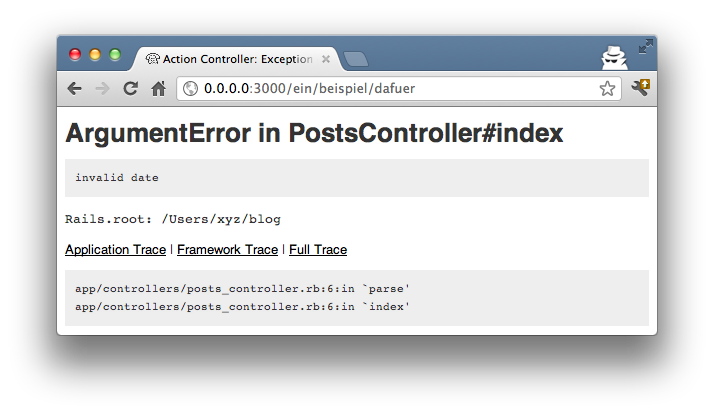 Action Controller: Exception
0.0.0.0:3000/ein/beispiel/dafuer
ArgumentError in PostsController#index
invalid date
Rails.root: /Users/xyz/blog
Application Trace | Framework Trace | Full Trace
app/controllers/posts_controller.rb:6:in `parse'
app/controllers/posts_controller.rb:6:in `index'